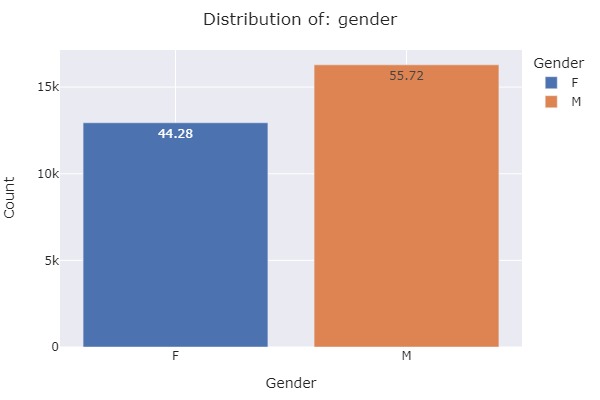 Distribution of: gender
Gender
F
M
15k
10k
5k
0
Count
44.28
55.72
F
M
Gender